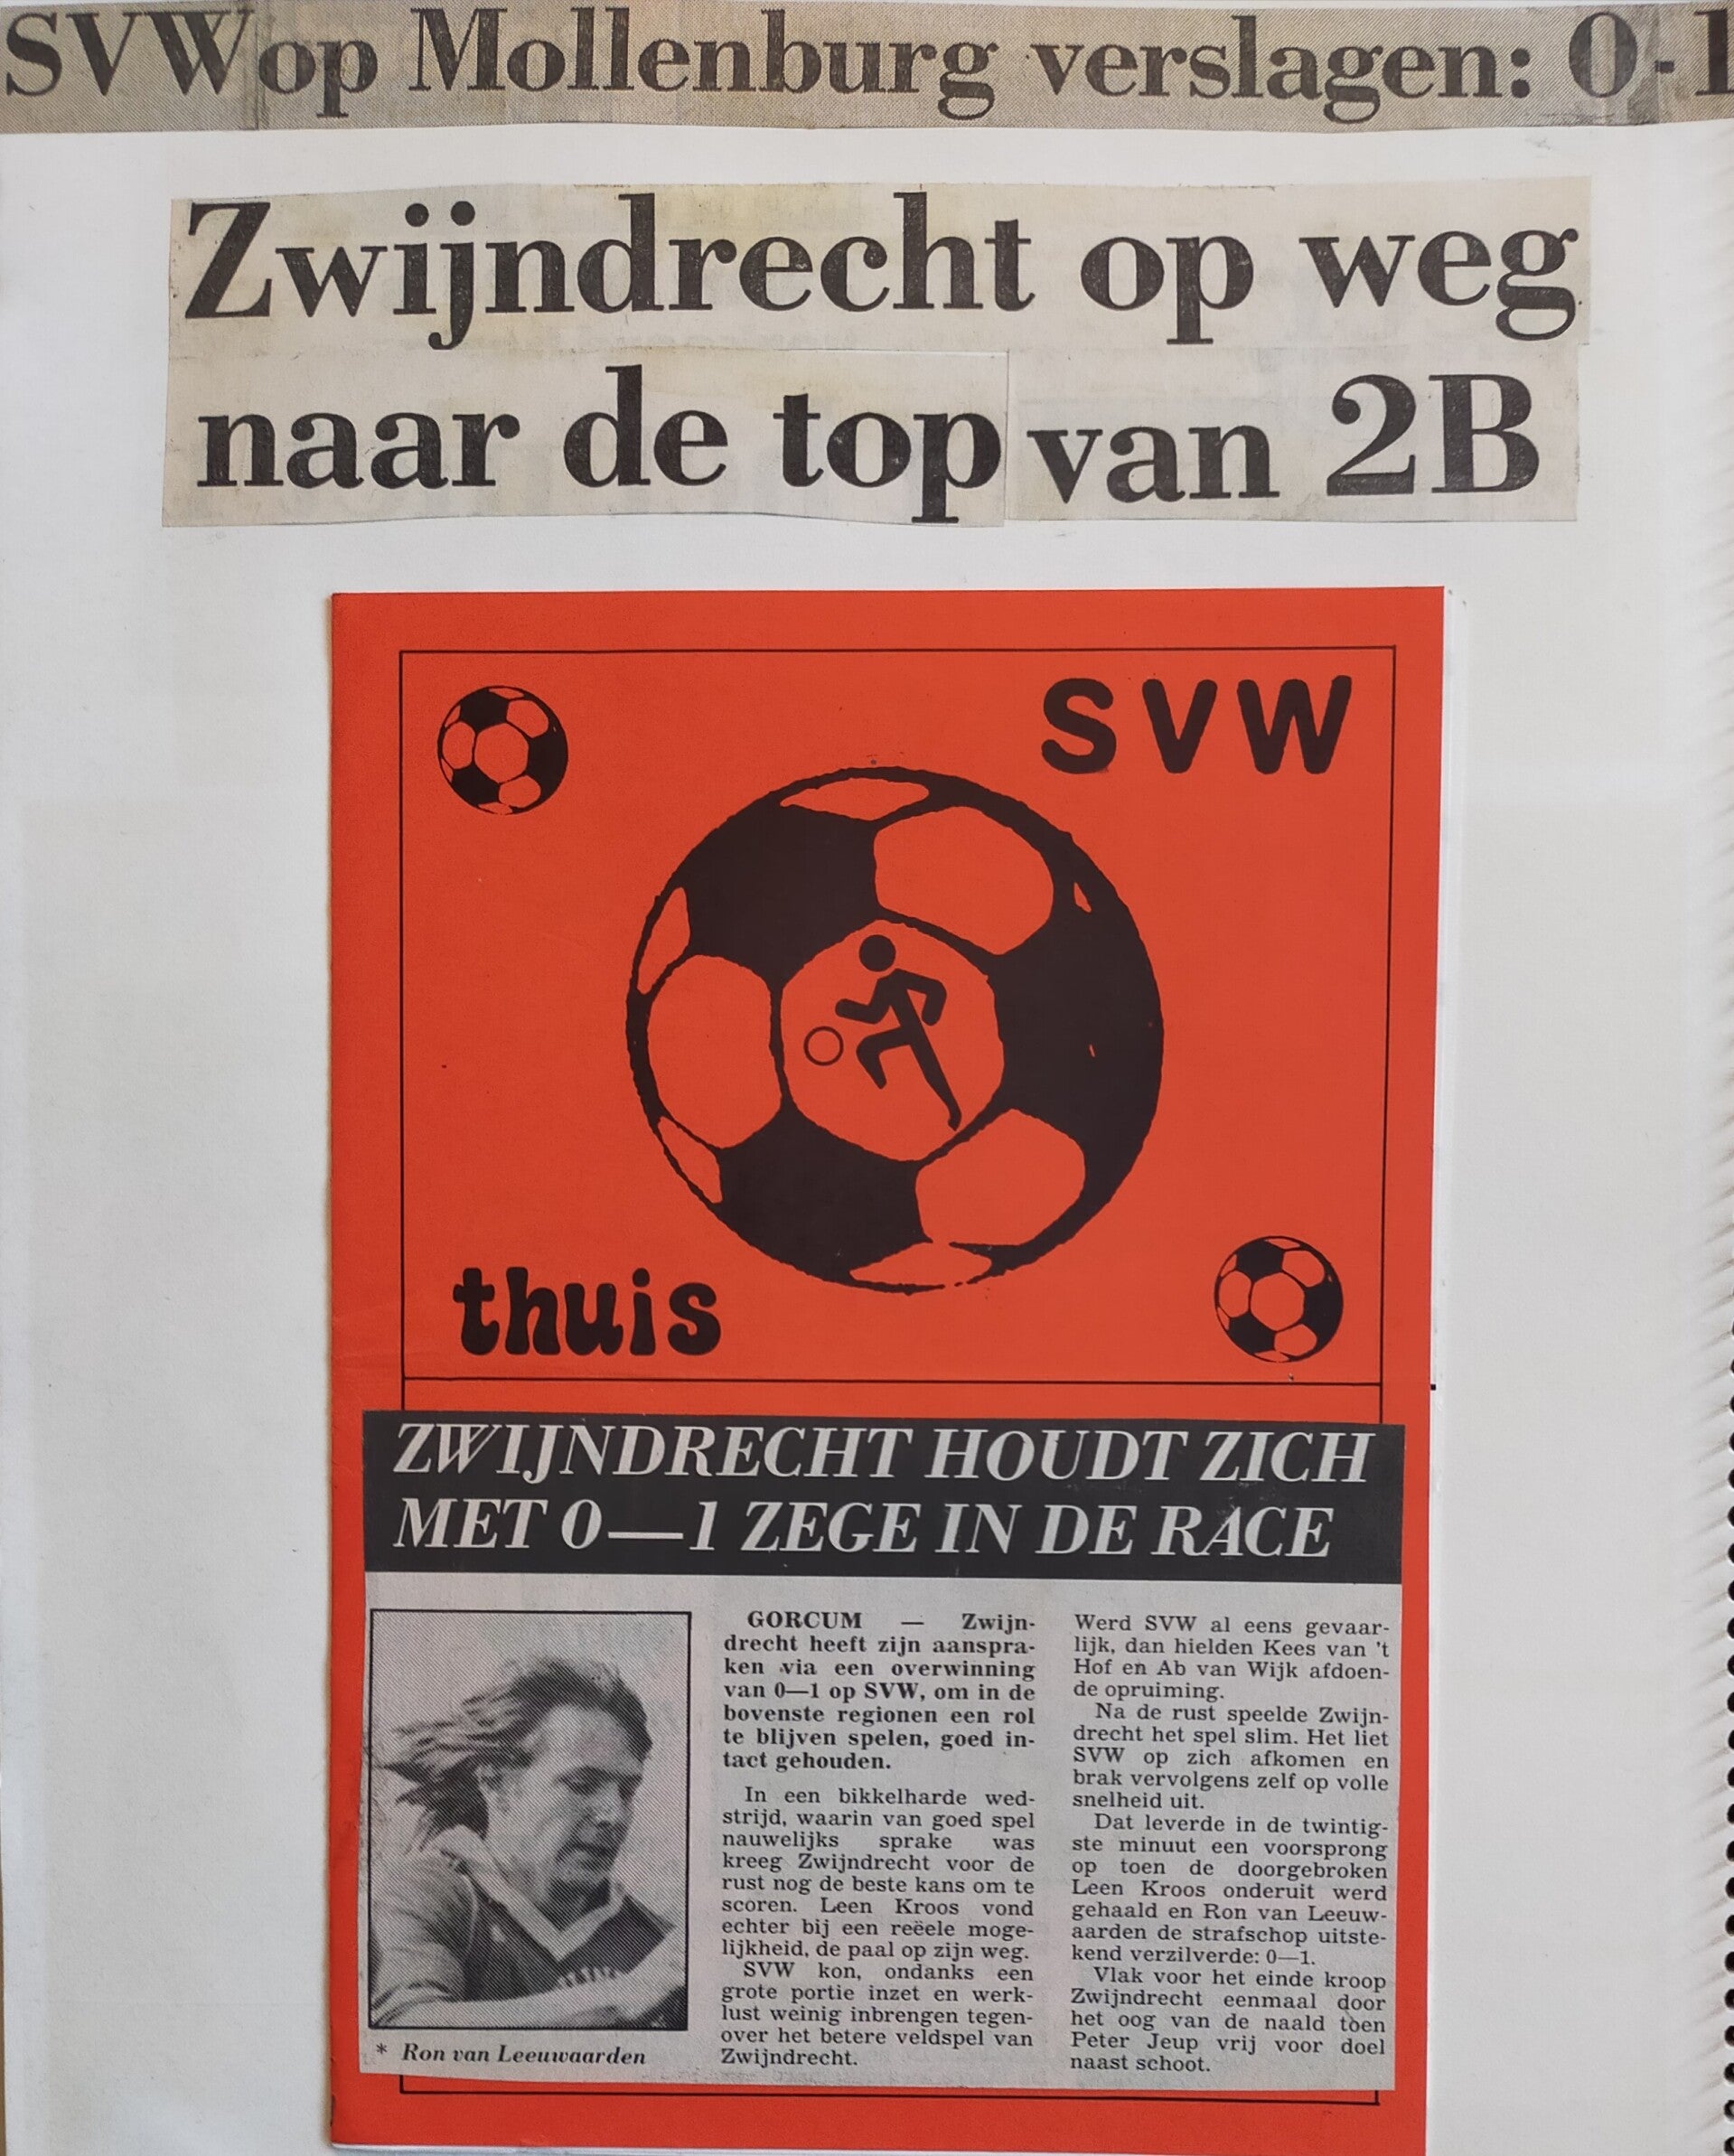 SVW op Mollenburg verslagen: 0-1
Zwijndrecht op weg
naar de top van 2B
SVW
thuis
ZWIJNDRECHT HOUDT ZICH
MET 0—1 ZEGE IN DE RACE
* Ron van Leeuwaarden
GORCUM — Zwijn-
drecht heeft zijn aanspra-
ken via een overwinning
van 0—1 op SVW, om in de
bovenste regionen een rol
te blijven spelen, goed in-
tact gehouden.
In een bikkelharde wed-
strijd, waarin van goed spel
nauwelijks sprake was
kreeg Zwijndrecht voor de
rust nog de beste kans om te
scoren. Leen Kroos vond
echter bij een reëele moge-
lijkheid, de paal op zijn weg.
SVW kon, ondanks een
grote portie inzet en werk-
lust weinig inbrengen tegen-
over het betere veldspel van
Zwijndrecht.
Werd SVW al eens gevaar-
lijk, dan hielden Kees van 't
Hof en Ab van Wijk afdoen-
de opruiming.
Na de rust speelde Zwijn-
drecht het spel slim. Het liet
SVW op zich afkomen en
brak vervolgens zelf op volle
snelheid uit.
Dat leverde in de twintig-
ste minuut een voorsprong
op toen de doorgebroken
Leen Kroos onderuit werd
gehaald en Ron van Leeuw-
aarden de strafschop uitste-
kend verzilverde: 0—1.
Vlak voor het einde kroop
Zwijndrecht eenmaal door
het oog van de naald toen
Peter Jeup vrij voor doel
naast schoot.